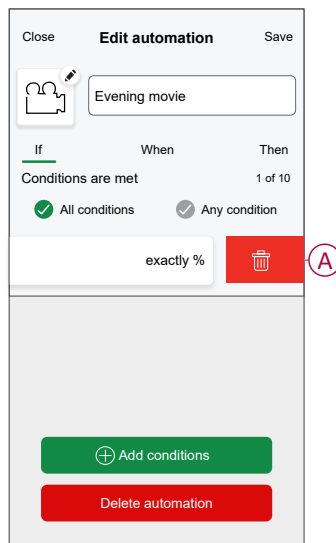 Close Edit automation Save
Evening movie
If When Then
Conditions are met 1 of 10
All conditions Any condition
exactly %
A
Add conditions
Delete automation